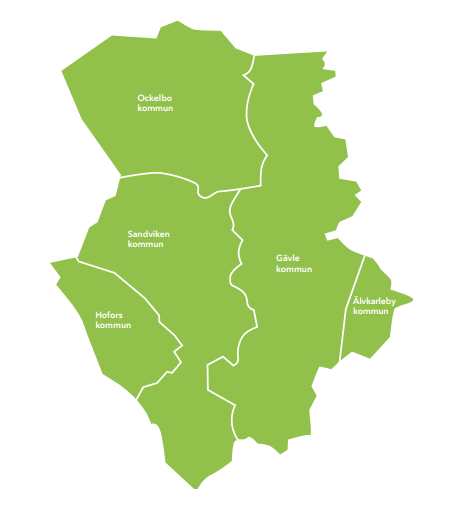 Ockelbo
kommun
Sandviken
kommun
Gävle
kommun
Älvkarleby
kommun
Hofors
kommun